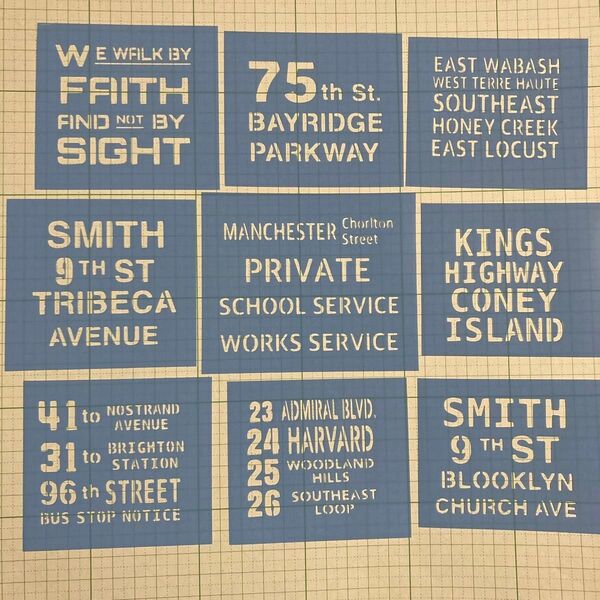 WE WALK BY
FAITH
AND NOT BY
SIGHT
75th St.
BAYRIDGE
PARKWAY
EAST WABASH
WEST TERRE HAUTE
SOUTHEAST
HONEY CREEK
EAST LOCUST
SMITH
9TH ST
TRIBECA
AVENUE
MANCHESTER Chorlton Street
PRIVATE
SCHOOL SERVICE
WORKS SERVICE
KINGS
HIGHWAY
CONEY
ISLAND
41 to NOSTRAND AVENUE
31 to BRIGHTON STATION
96th STREET
BUS STOP NOTICE
23 ADMIRAL BLVD.
24 HARVARD
25 WOODLAND HILLS
26 SOUTHEAST LOOP
SMITH
9TH ST
BLOOKLYN
CHURCH AVE